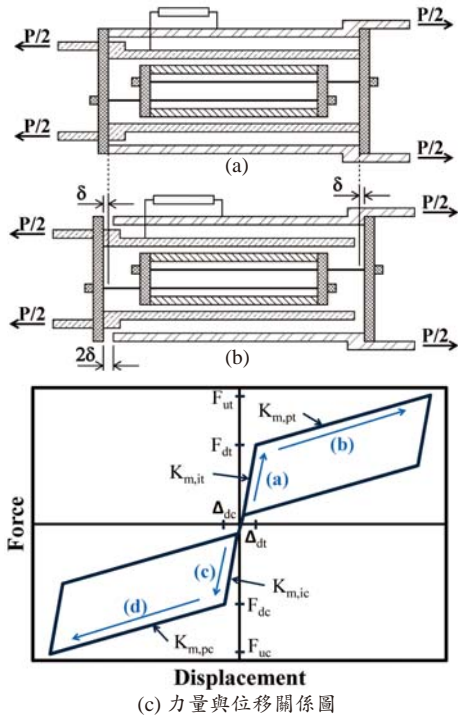 P/2
P/2
P/2
P/2
(a)
δ
δ
P/2
P/2
P/2
P/2
2δ
(b)
Force
Displacement
F_ut
K_m,pt
F_dt
(b)
K_m,it
(a)
Δ_dc
Δ_dt
(c)
K_m,ic
(d)
F_dc
K_m,pc
F_uc
(c) 力量與位移關係圖